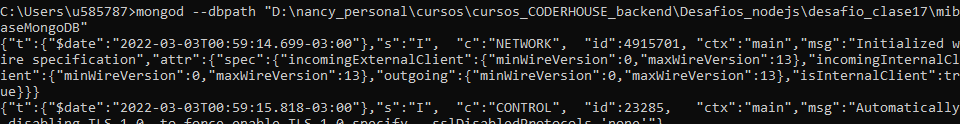 C:\Users\u585787>mongod --dbpath "D:\nancy_personal\cursos\cursos_CODERHOUSE_backend\Desafios_nodejs\desafio_clase17\mib
aseMongoDB"
{"t":{"$date":"2022-03-03T00:59:14.699-03:00"},"s":"I",  "c":"NETWORK",  "id":4915701, "ctx":"main","msg":"Initialized w
ire specification","attr":{"spec":{"incomingExternalClient":{"minWireVersion":0,"maxWireVersion":13},"incomingInternalCl
ient":{"minWireVersion":0,"maxWireVersion":13},"outgoing":{"minWireVersion":0,"maxWireVersion":13},"isInternalClient":tr
ue}}}
{"t":{"$date":"2022-03-03T00:59:15.818-03:00"},"s":"I",  "c":"CONTROL",  "id":23285,   "ctx":"main","msg":"Automatically
 disabling TLS 1.0, to force-enable TLS 1.0 specify --sslDisabledProtocols 'none'"}